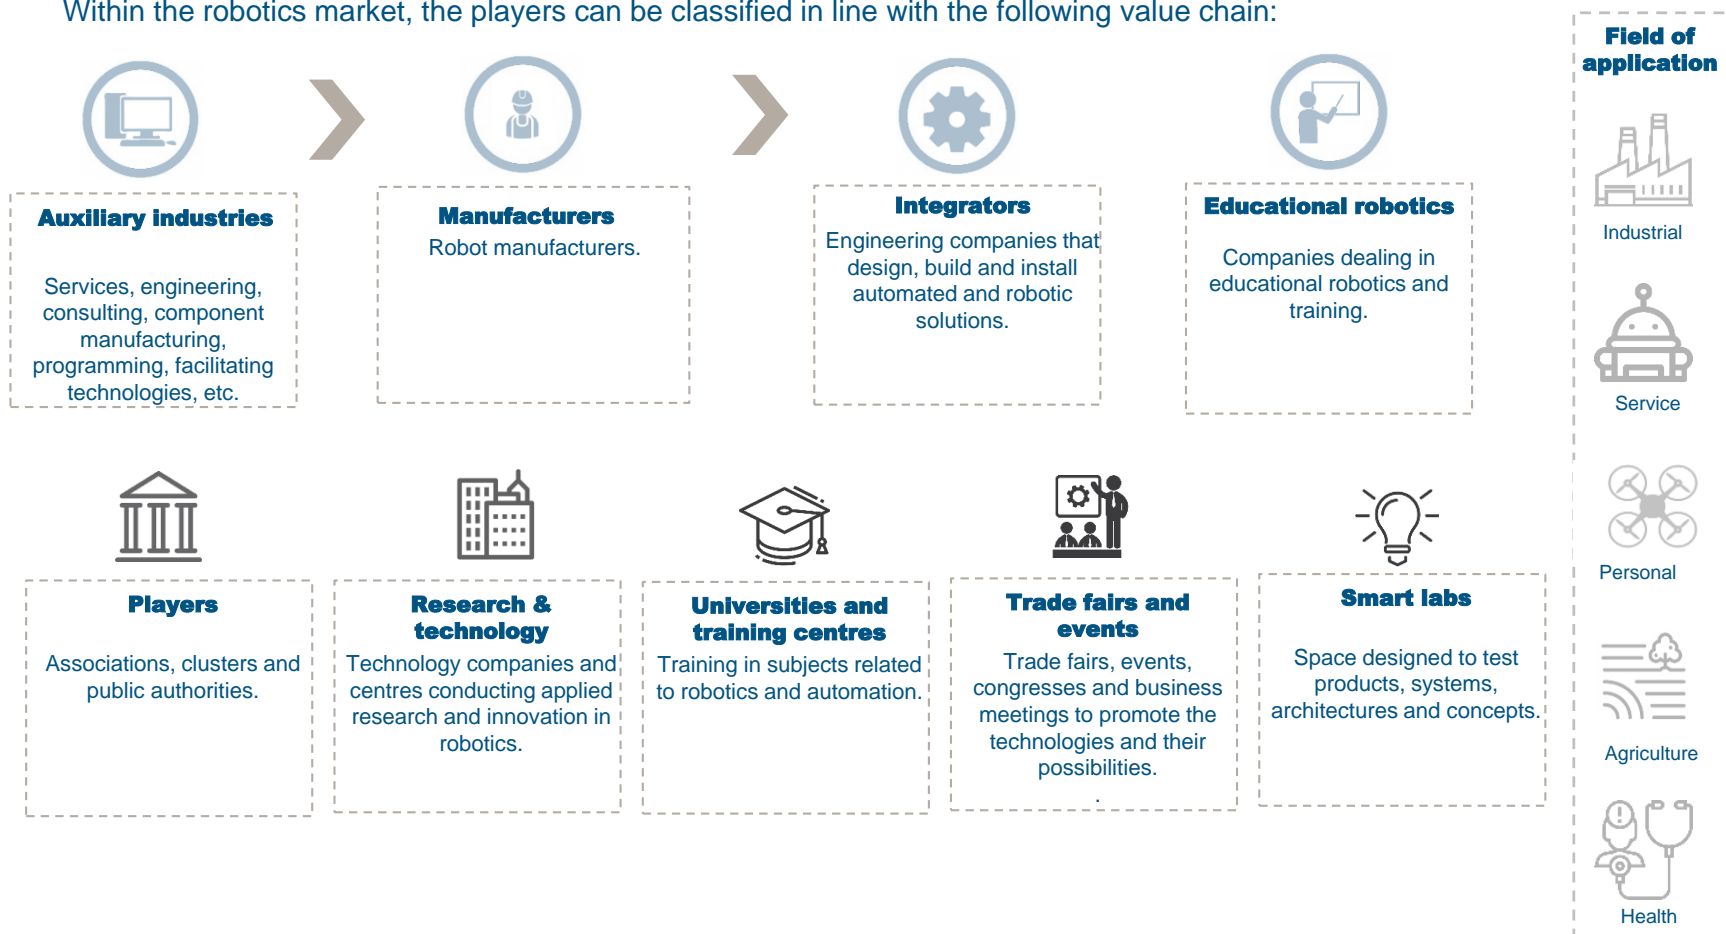 Within the robotics market, the players can be classified in line with the following value chain:
Auxiliary industries
Services, engineering,
consulting, component
manufacturing,
programming, facilitating
technologies, etc.
Manufacturers
Robot manufacturers.
Integrators
Engineering companies that
design, build and install
automated and robotic
solutions.
Educational robotics
Companies dealing in
educational robotics and
training.
Players
Associations, clusters and
public authorities.
Research &
technology
Technology companies and
centres conducting applied
research and innovation in
robotics.
Universities and
training centres
Training in subjects related
to robotics and automation.
Trade fairs and
events
Trade fairs, events,
congresses and business
meetings to promote the
technologies and their
possibilities.
.
Smart labs
Space designed to test
products, systems,
architectures and concepts.
Field of
application
Industrial
Service
Personal
Agriculture
Health